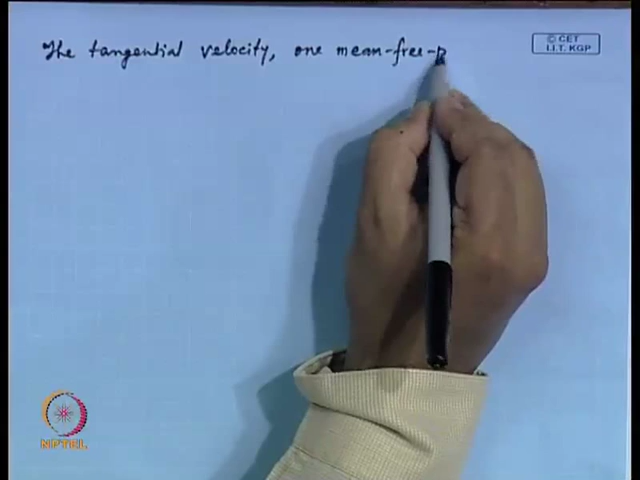 The tangential velocity, one mean-free-p
© CET
I.I.T. KGP
NPTEL